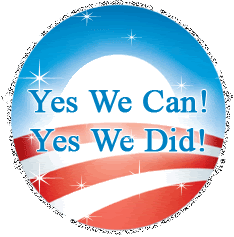 Yes We Can!
Yes We Did!